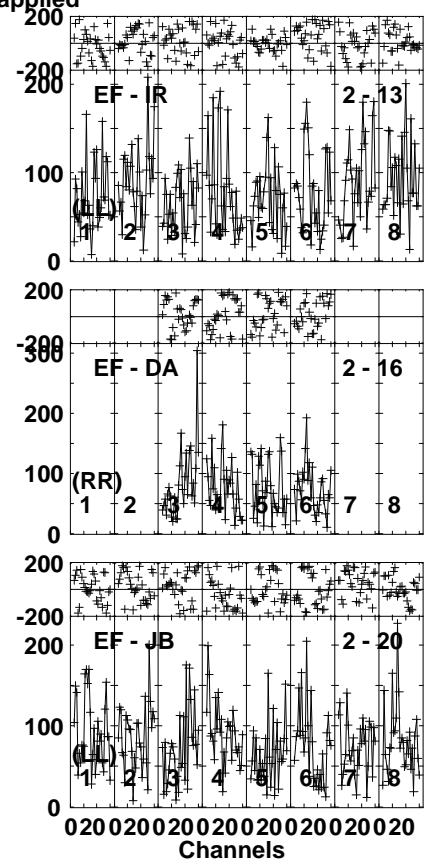 applied
200
-200
200
EF - IR 2 - 13
100
(LL)
1 2 3 4 5 6 7 8
0
200
-200
300
EF - DA 2 - 16
200
100
(RR)
1 2 3 4 5 6 7 8
0
200
-200
200
EF - JB 2 - 20
100
(LL)
1 2 3 4 5 6 7 8
0
0 20 0 20 0 20 0 20 0 20 0 20 0 20 0 20
Channels